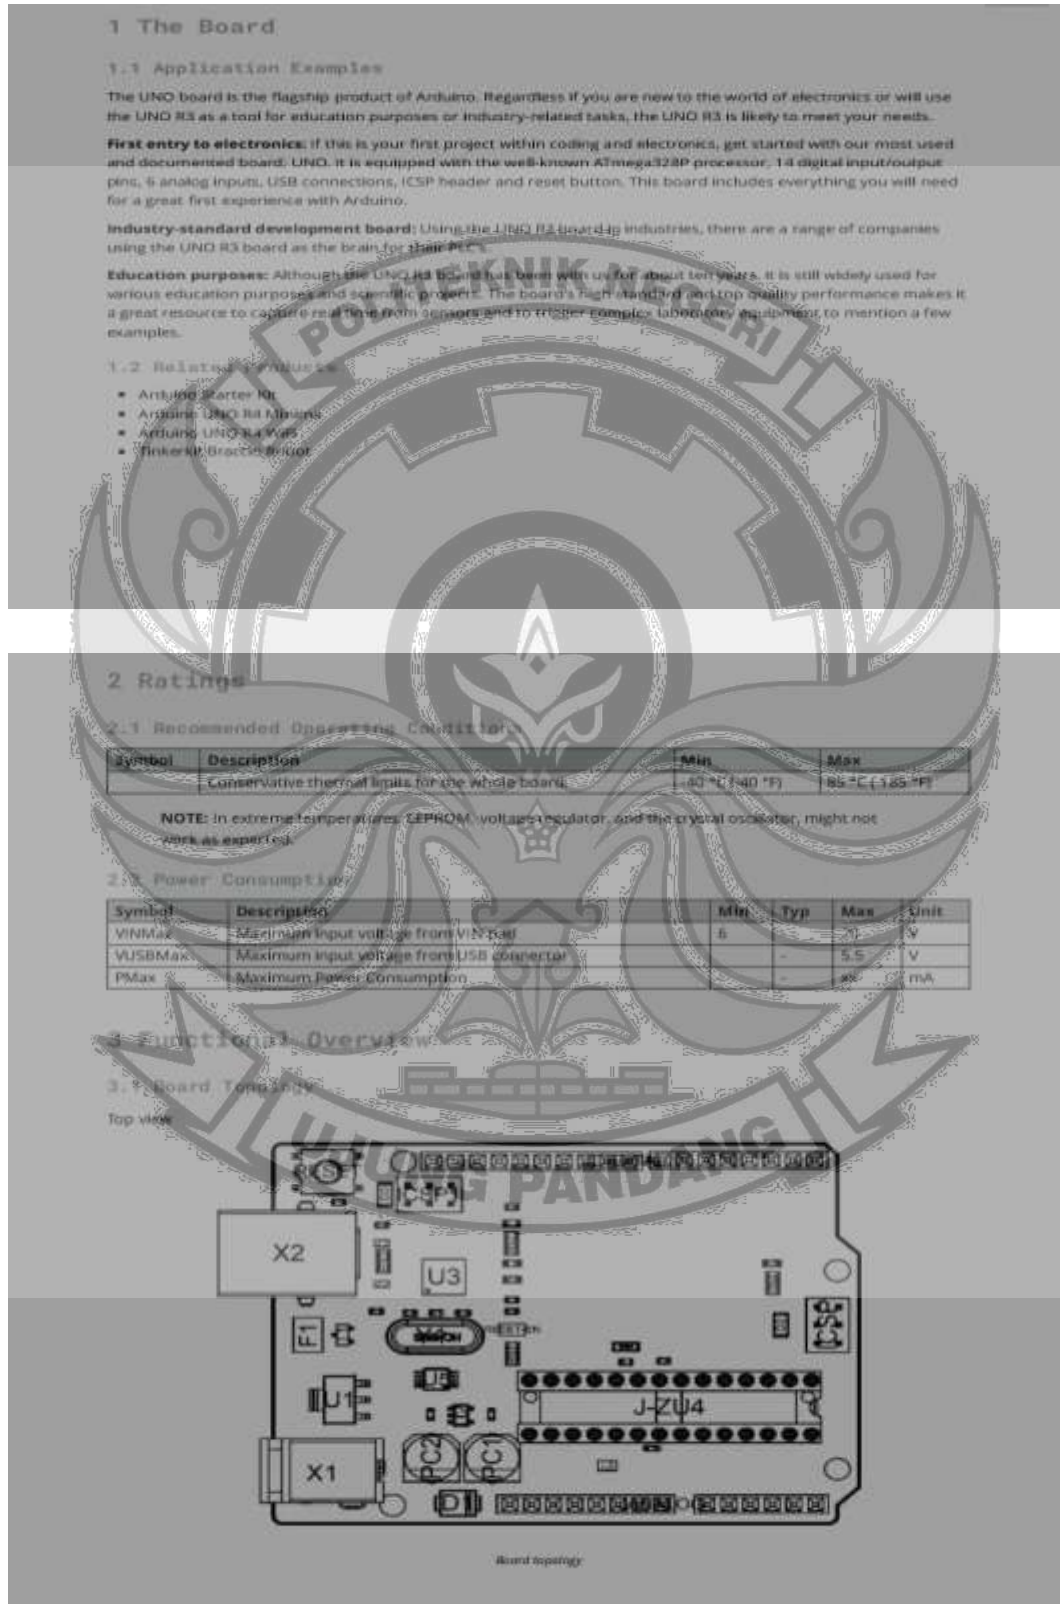 1 The Board
1.1 Application Examples
The UNO board is the flagship product of Arduino. Regardless if you are new to the world of electronics or will use
the UNO R3 as a tool for education purposes or industry-related tasks, the UNO R3 is likely to meet your needs.
First entry to electronics: If this is your first project within coding and electronics, get started with our most used
and documented board; UNO. It is equipped with the well-known ATmega328P processor, 14 digital input/output
pins, 6 analog inputs, USB connections, ICSP header and reset button. This board includes everything you will need
for a great first experience with Arduino.
Industry-standard development board: Using the UNO R3 board in industries, there are a range of companies
using the UNO R3 board as the brain for their PLC's.
Education purposes: Although the UNO R3 board has been with us for about ten years, it is still widely used for
various education purposes and scientific projects. The board's high standard and top quality performance makes it
a great resource to capture real time from sensors and to trigger complex laboratory equipment to mention a few
examples.
POLITEKNIK NEGERI
1.2 Related Products
Arduino Starter Kit
Arduino UNO R4 Minima
Arduino UNO R4 WiFi
Tinkerkit Braccio Robot
2 Ratings
2.1 Recommended Operating Conditions
Symbol Description Min Max
Conservative thermal limits for the whole board: -40 °C (-40 °F) 85 °C ( 185 °F)
NOTE: In extreme temperatures, EEPROM, voltage regulator, and the crystal oscillator, might not
work as expected.
2.2 Power Consumption
Symbol Description Min Typ Max Unit
VINMax Maximum input voltage from VIN pad 6 - 20 V
VUSBMax Maximum input voltage from USB connector - 5.5 V
PMax Maximum Power Consumption - xx mA
3 Functional Overview
3.1 Board Topology
Top view
UJUNG PANDANG
X2
U3
F1
ICSP
U5
U1
J-ZU4
PC2
PC1
X1
D1
Board topology